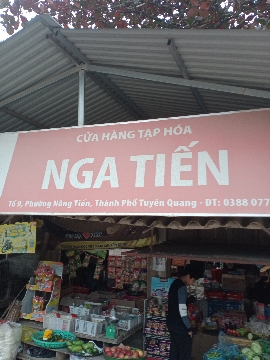 CỬA HÀNG TẠP HÓA
NGA TIẾN
Tổ 9, Phường Nông Tiến, Thành Phố Tuyên Quang - ĐT: 0388 077